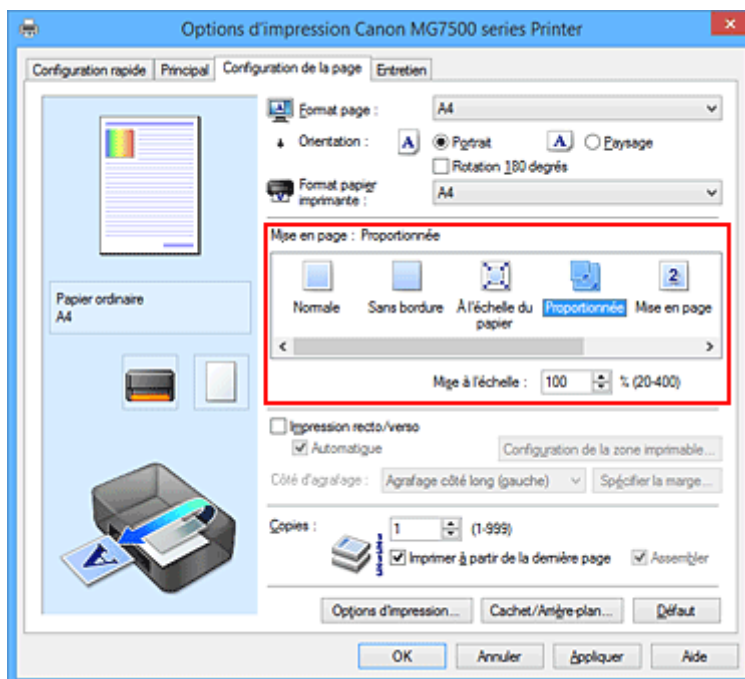 Options d'impression Canon MG7500 series Printer
Configuration rapide Principal Configuration de la page Entretien
Format page : A4
Orientation : A Portrait A Paysage
Rotation 180 degrés
Format papier imprimante : A4
Mise en page : Proportionnée
Normale Sans bordure À l'échelle du papier Proportionnée 2 Mise en page
Mise à l'échelle : 100 % (20-400)
Papier ordinaire
A4
Impression recto/verso
Automatique Configuration de la zone imprimable...
Côté d'agrafage : Agrafage côté long (gauche) Spécifier la marge...
Copies : 1 (1-999)
Imprimer à partir de la dernière page Assembler
Options d'impression... Cachet/Arrière-plan... Défaut
OK Annuler Appliquer Aide